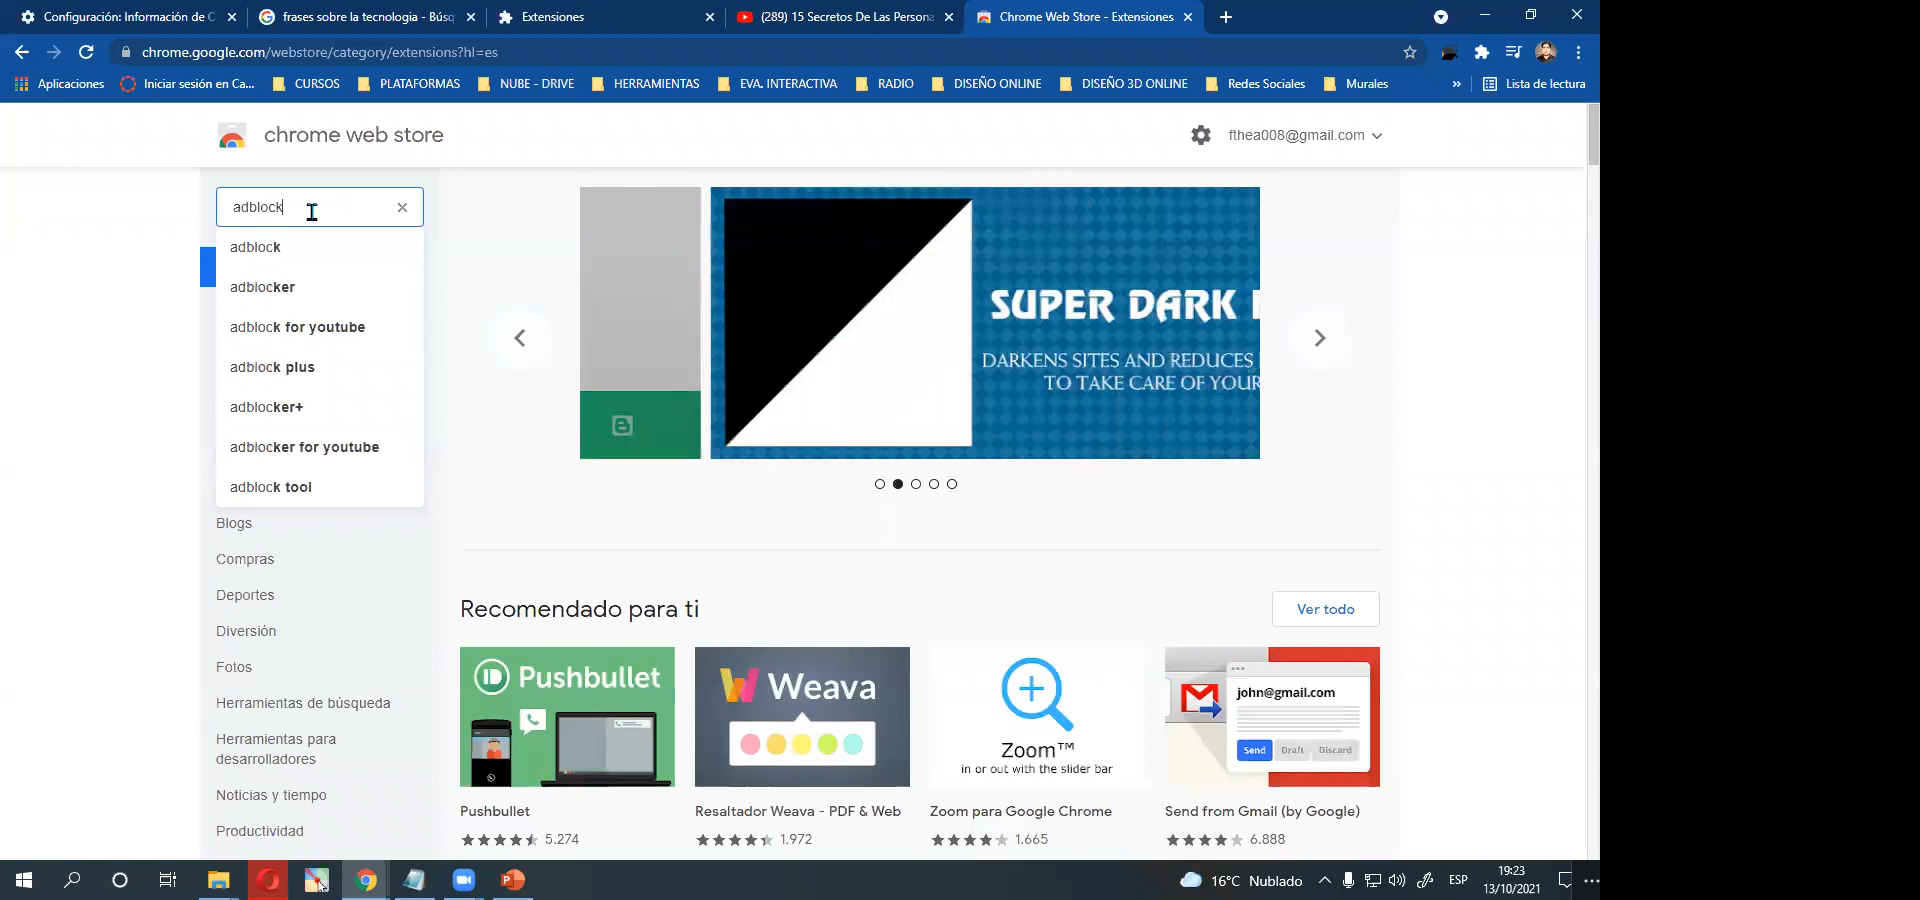 Configuración: Información de C
frases sobre la tecnologia - Búsq
Extensiones
(289) 15 Secretos De Las Persona
Chrome Web Store - Extensiones
chrome.google.com/webstore/category/extensions?hl=es
Aplicaciones
Iniciar sesión en Ca...
CURSOS
PLATAFORMAS
NUBE - DRIVE
HERRAMIENTAS
EVA. INTERACTIVA
RADIO
DISEÑO ONLINE
DISEÑO 3D ONLINE
Redes Sociales
Murales
»
Lista de lectura
chrome web store
fthea008@gmail.com
adblock
adblock
adblocker
adblock for youtube
adblock plus
adblocker+
adblocker for youtube
adblock tool
Blogs
Compras
Deportes
Diversión
Fotos
Herramientas de búsqueda
Herramientas para
desarrolladores
Noticias y tiempo
Productividad
SUPER DARK
DARKENS SITES AND REDUCES
TO TAKE CARE OF YOUR
Recomendado para ti
Ver todo
Pushbullet
Weava
Zoom™
in or out with the slider bar
john@gmail.com
Send
Draft
Discard
Pushbullet
Resaltador Weava - PDF & Web
Zoom para Google Chrome
Send from Gmail (by Google)
5.274
1.972
1.665
6.888
16°C Nublado
ESP
19:23
13/10/2021